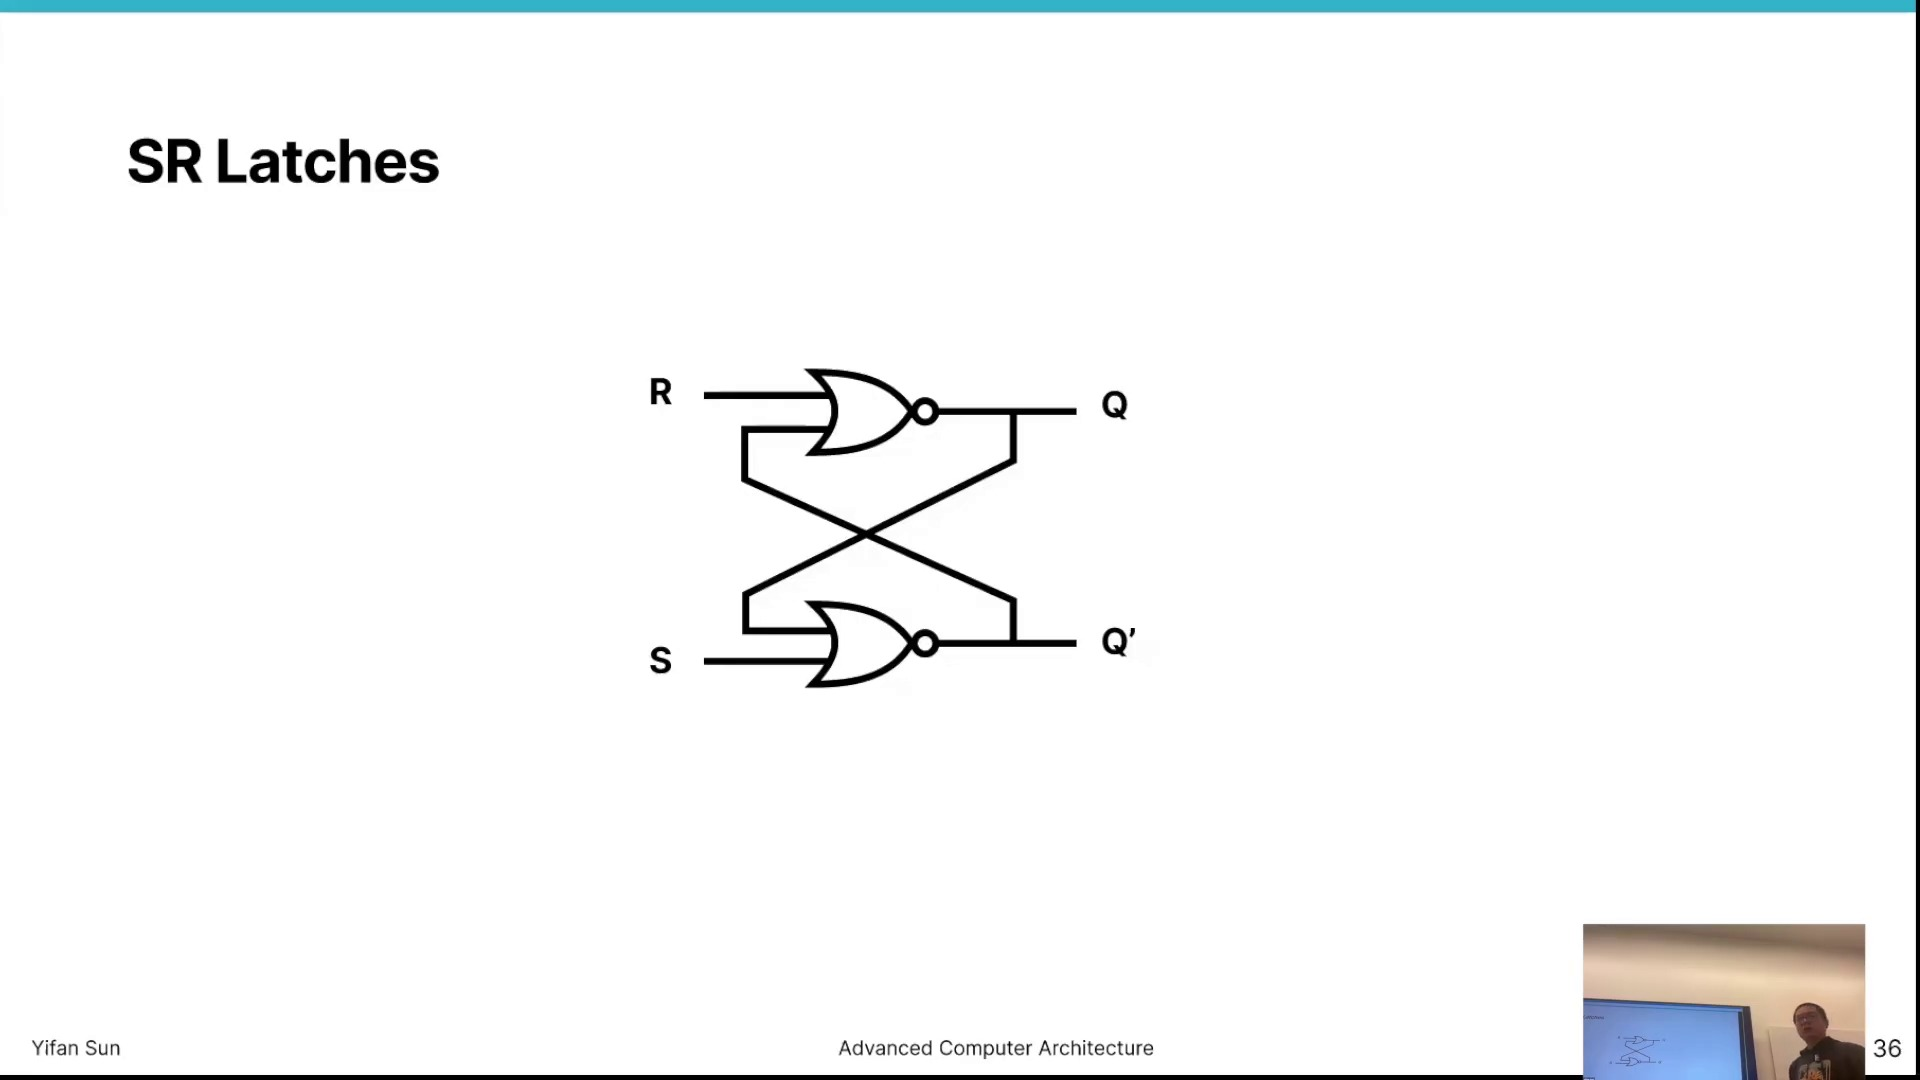 SR Latches
R
Q
S
Q’
Yifan Sun
Advanced Computer Architecture
36